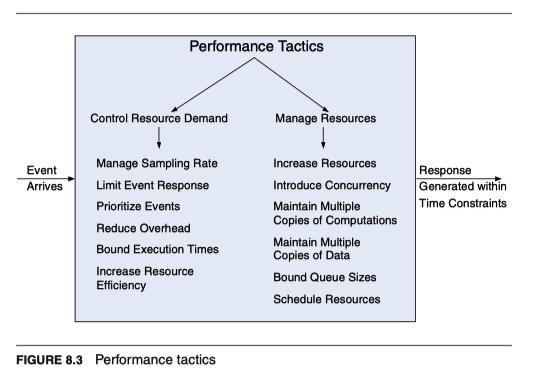 Performance Tactics
Control Resource Demand
Manage Resources
Event
Arrives
Manage Sampling Rate
Limit Event Response
Prioritize Events
Reduce Overhead
Bound Execution Times
Increase Resource
Efficiency
Increase Resources
Introduce Concurrency
Maintain Multiple
Copies of Computations
Maintain Multiple
Copies of Data
Bound Queue Sizes
Schedule Resources
Response
Generated within
Time Constraints
FIGURE 8.3 Performance tactics